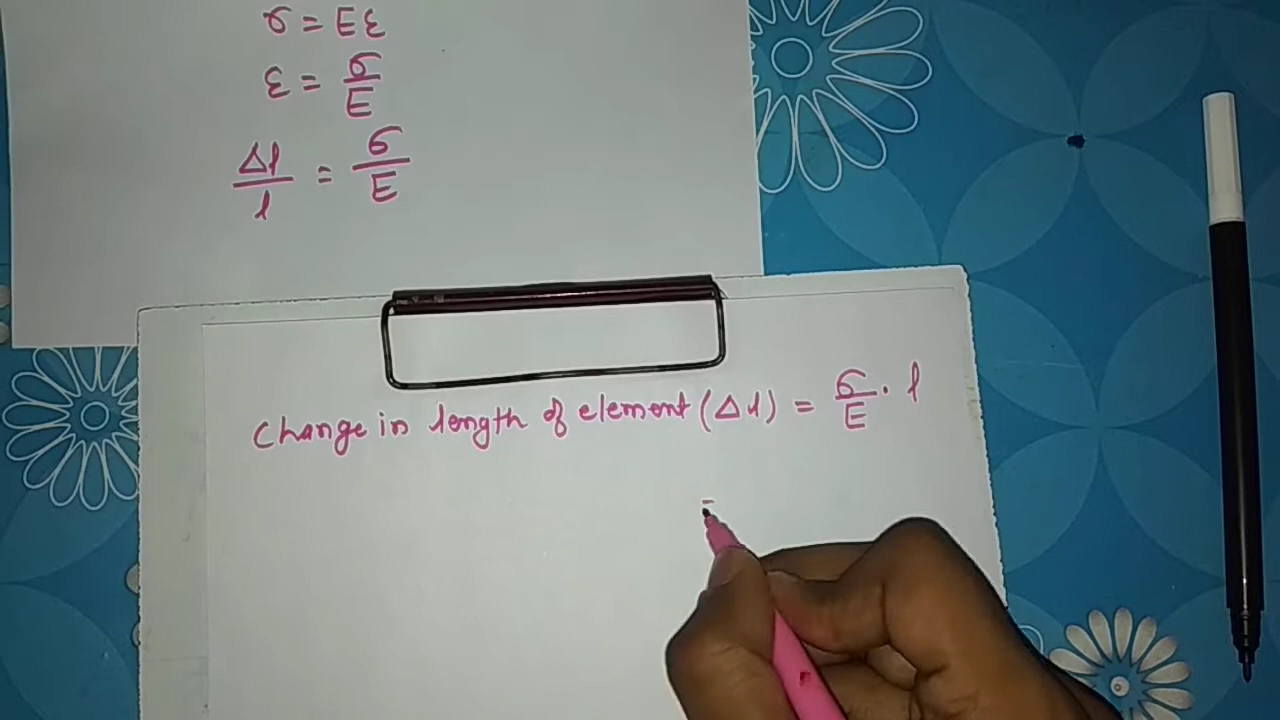 σ = Eε
ε = σ/E
Δl/l = σ/E
Change in length of element (Δl) = σ/E · l
-